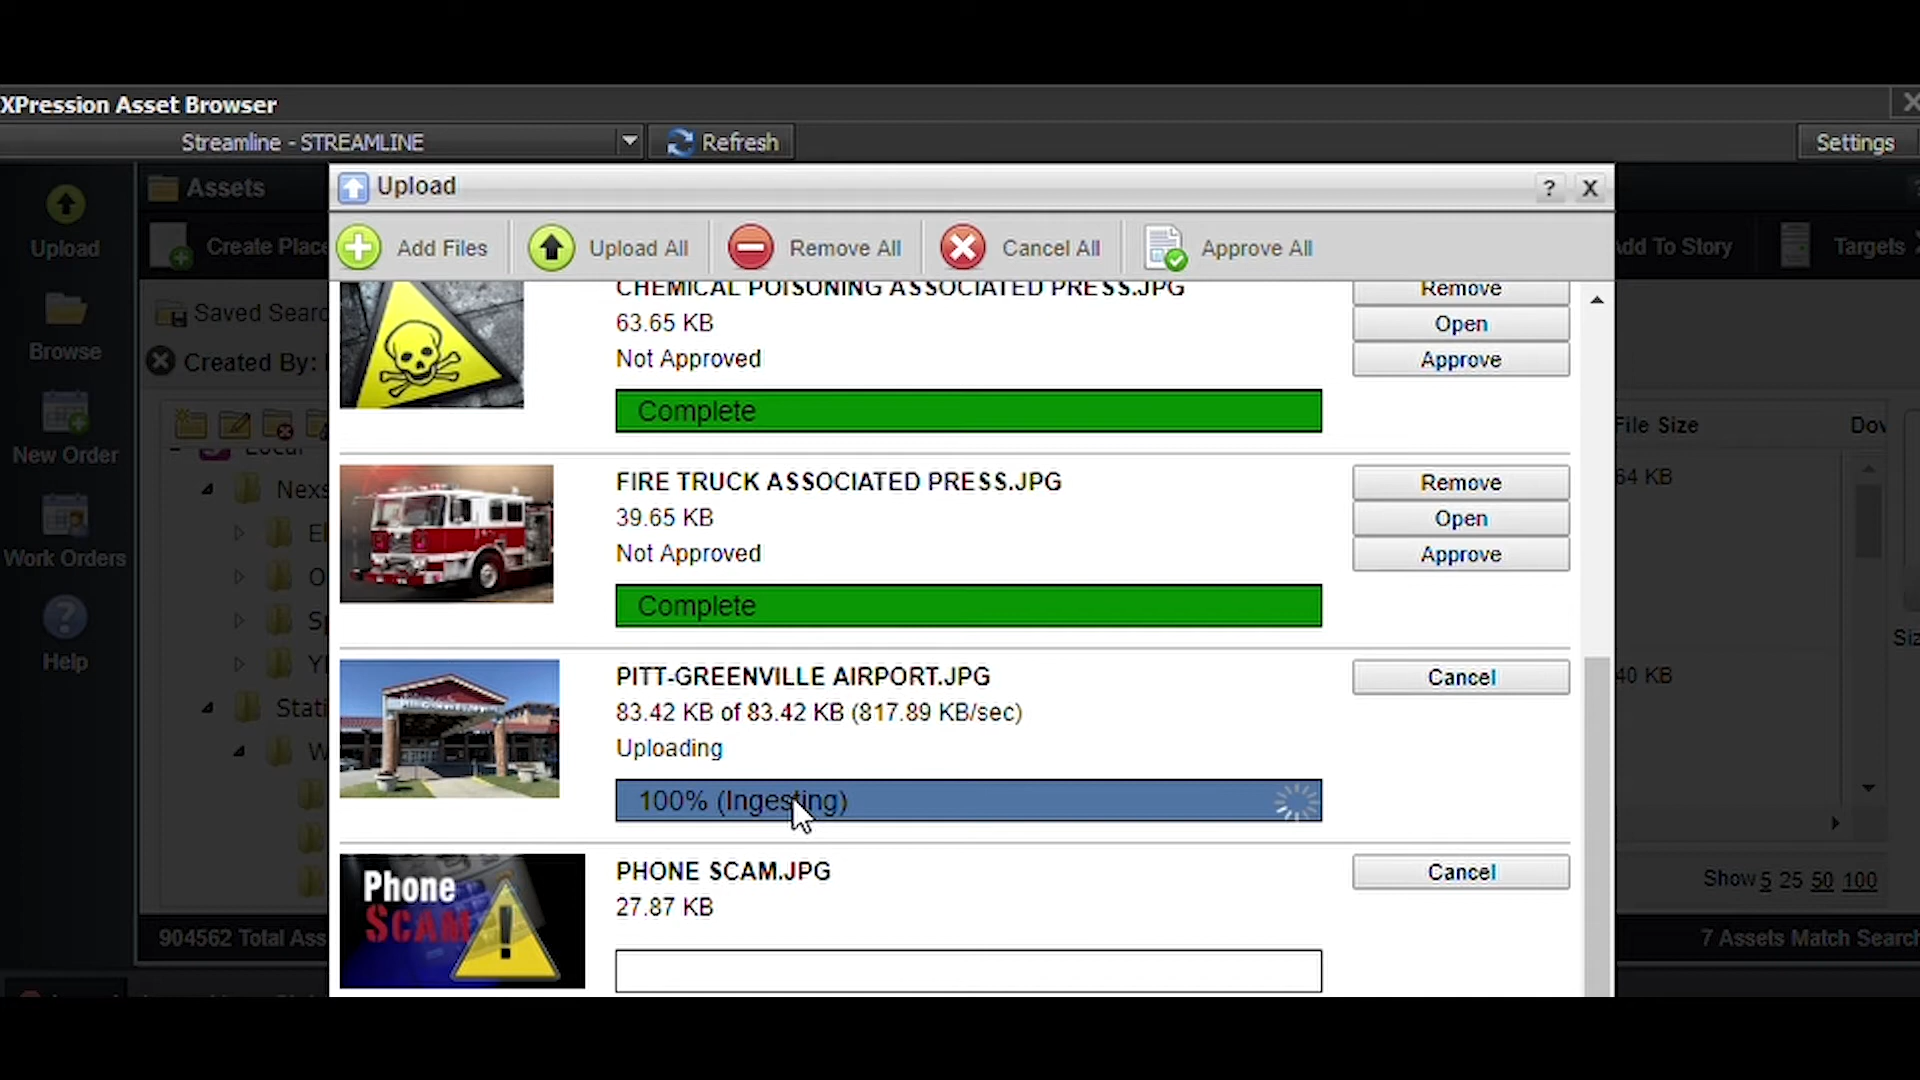 XPression Asset Browser
Streamline - STREAMLINE
Refresh
Settings
Upload
? X
Assets
Upload
Create Plac
Add Files
Upload All
Remove All
Cancel All
Approve All
Add To Story
Targets
Saved Sear
Browse
Created By:
CHEMICAL POISONING ASSOCIATED PRESS.JPG
63.65 KB
Not Approved
Complete
Remove
Open
Approve
New Order
File Size
Local
Nexs
64 KB
FIRE TRUCK ASSOCIATED PRESS.JPG
39.65 KB
Not Approved
Complete
Remove
Open
Approve
Work Orders
Help
Stati
PITT-GREENVILLE AIRPORT.JPG
83.42 KB of 83.42 KB (817.89 KB/sec)
Uploading
100% (Ingesting)
Cancel
40 KB
Phone
SCAM
!
PHONE SCAM.JPG
27.87 KB
Cancel
Show 5 25 50 100
904562 Total Ass
7 Assets Match Search